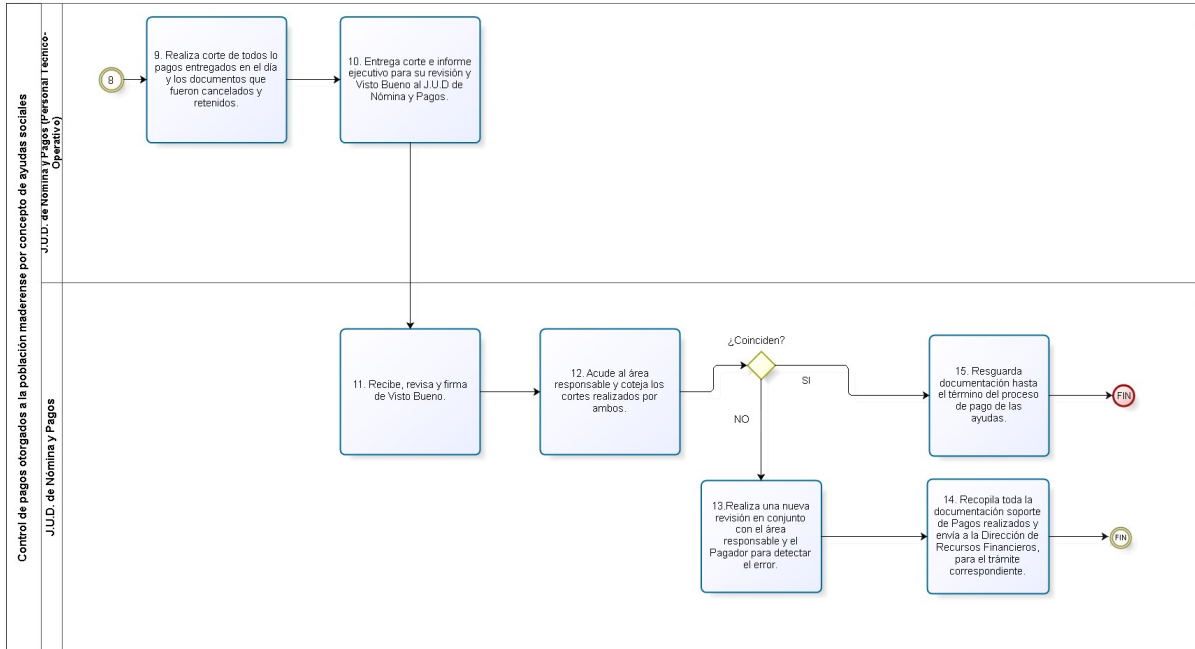 Control de pagos otorgados a la población maderense por concepto de ayudas sociales
J.U.D. de Nómina y Pagos (Personal Técnico-
Operativo)
8
9. Realiza corte de todos lo
pagos entregados en el día
y los documentos que
fueron cancelados y
retenidos.
10. Entrega corte e informe
ejecutivo para su revisión y
Visto Bueno al J.U.D de
Nómina y Pagos.
J.U.D. de Nómina y Pagos
11. Recibe, revisa y firma
de Visto Bueno.
12. Acude al área
responsable y coteja los
cortes realizados por
ambos.
¿Coinciden?
SI
NO
15. Resguarda
documentación hasta
el término del proceso
de pago de las
ayudas.
FIN
13.Realiza una nueva
revisión en conjunto
con el área
responsable y el
Pagador para detectar
el error.
14. Recopila toda la
documentación soporte
de Pagos realizados y
envía a la Dirección de
Recursos Financieros,
para el trámite
correspondiente.
FIN